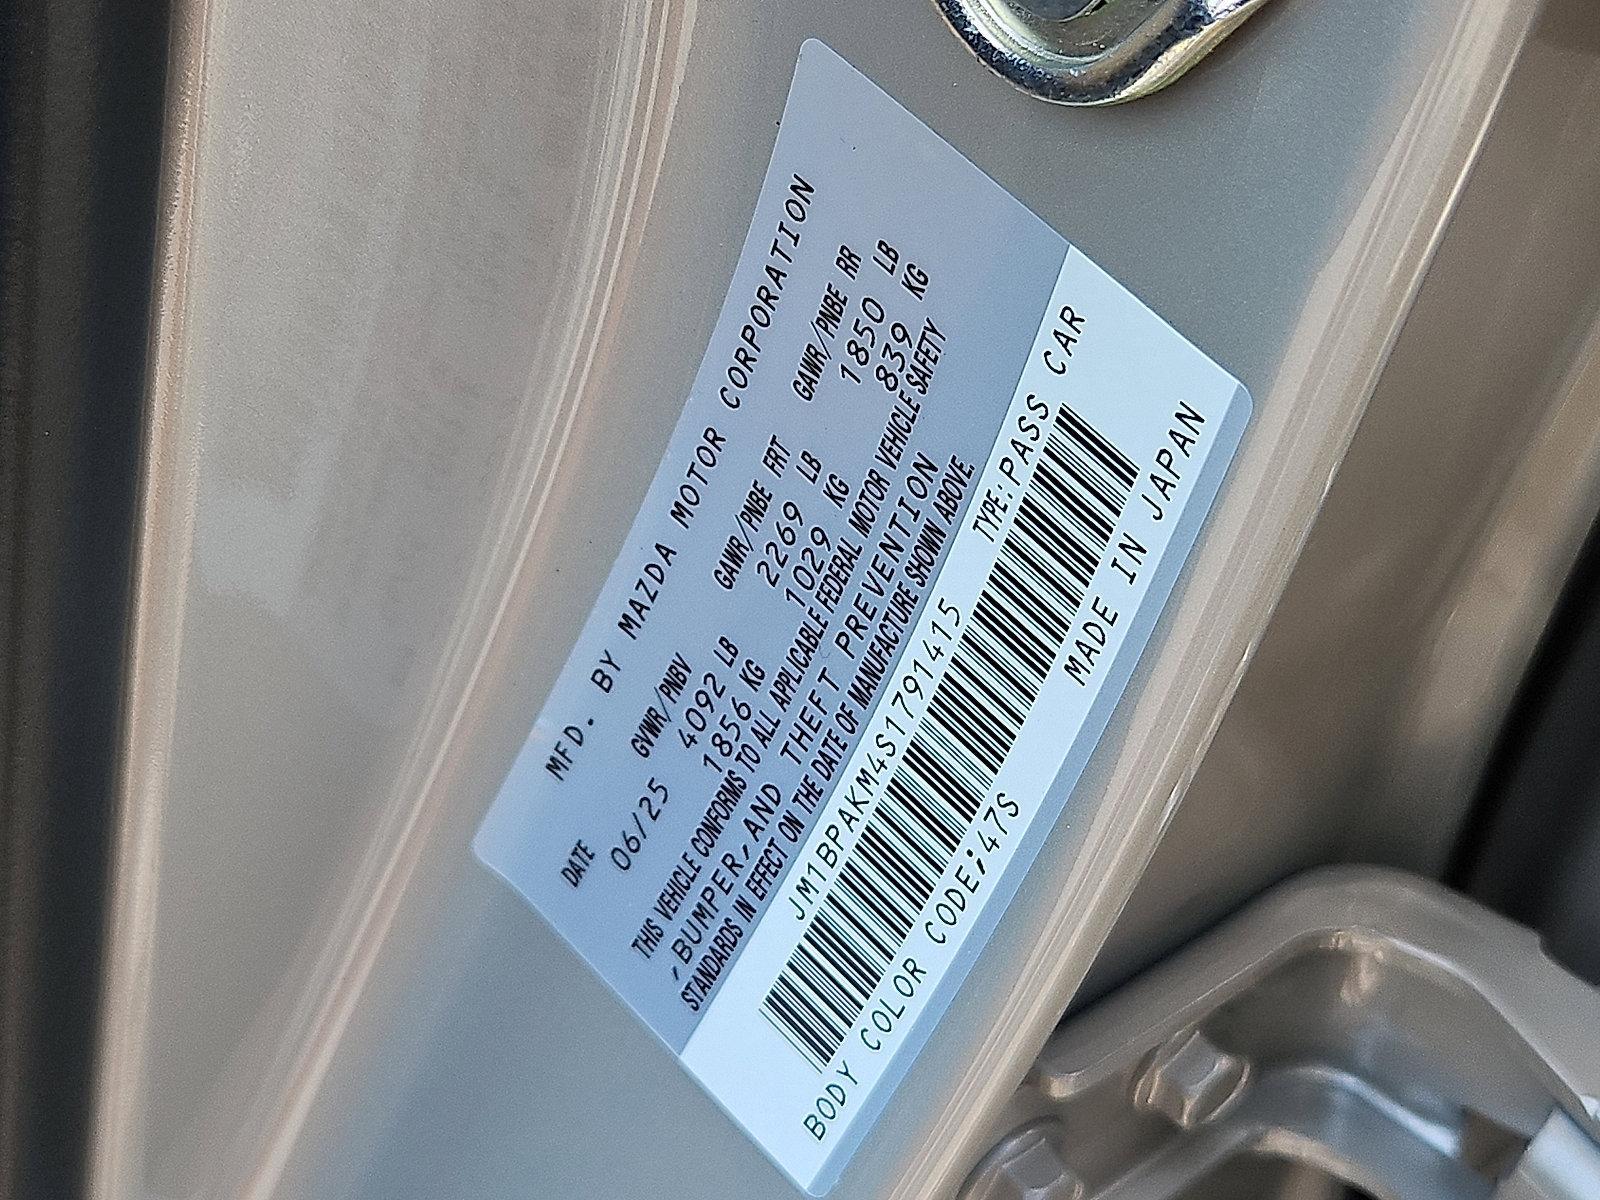 MFD. BY MAZDA MOTOR CORPORATION
DATE GVWR/PNBV GAWR/PNBE FRT GAWR/PNBE RR
06/25 4092 LB 2269 LB 1850 LB
1856 KG 1029 KG 839 KG
THIS VEHICLE CONFORMS TO ALL APPLICABLE FEDERAL MOTOR VEHICLE SAFETY
,BUMPER,AND THEFT PREVENTION
STANDARDS IN EFFECT ON THE DATE OF MANUFACTURE SHOWN ABOVE.
JM1BPAKM4S1791415 TYPE:PASS CAR
BODY COLOR CODE;47S MADE IN JAPAN